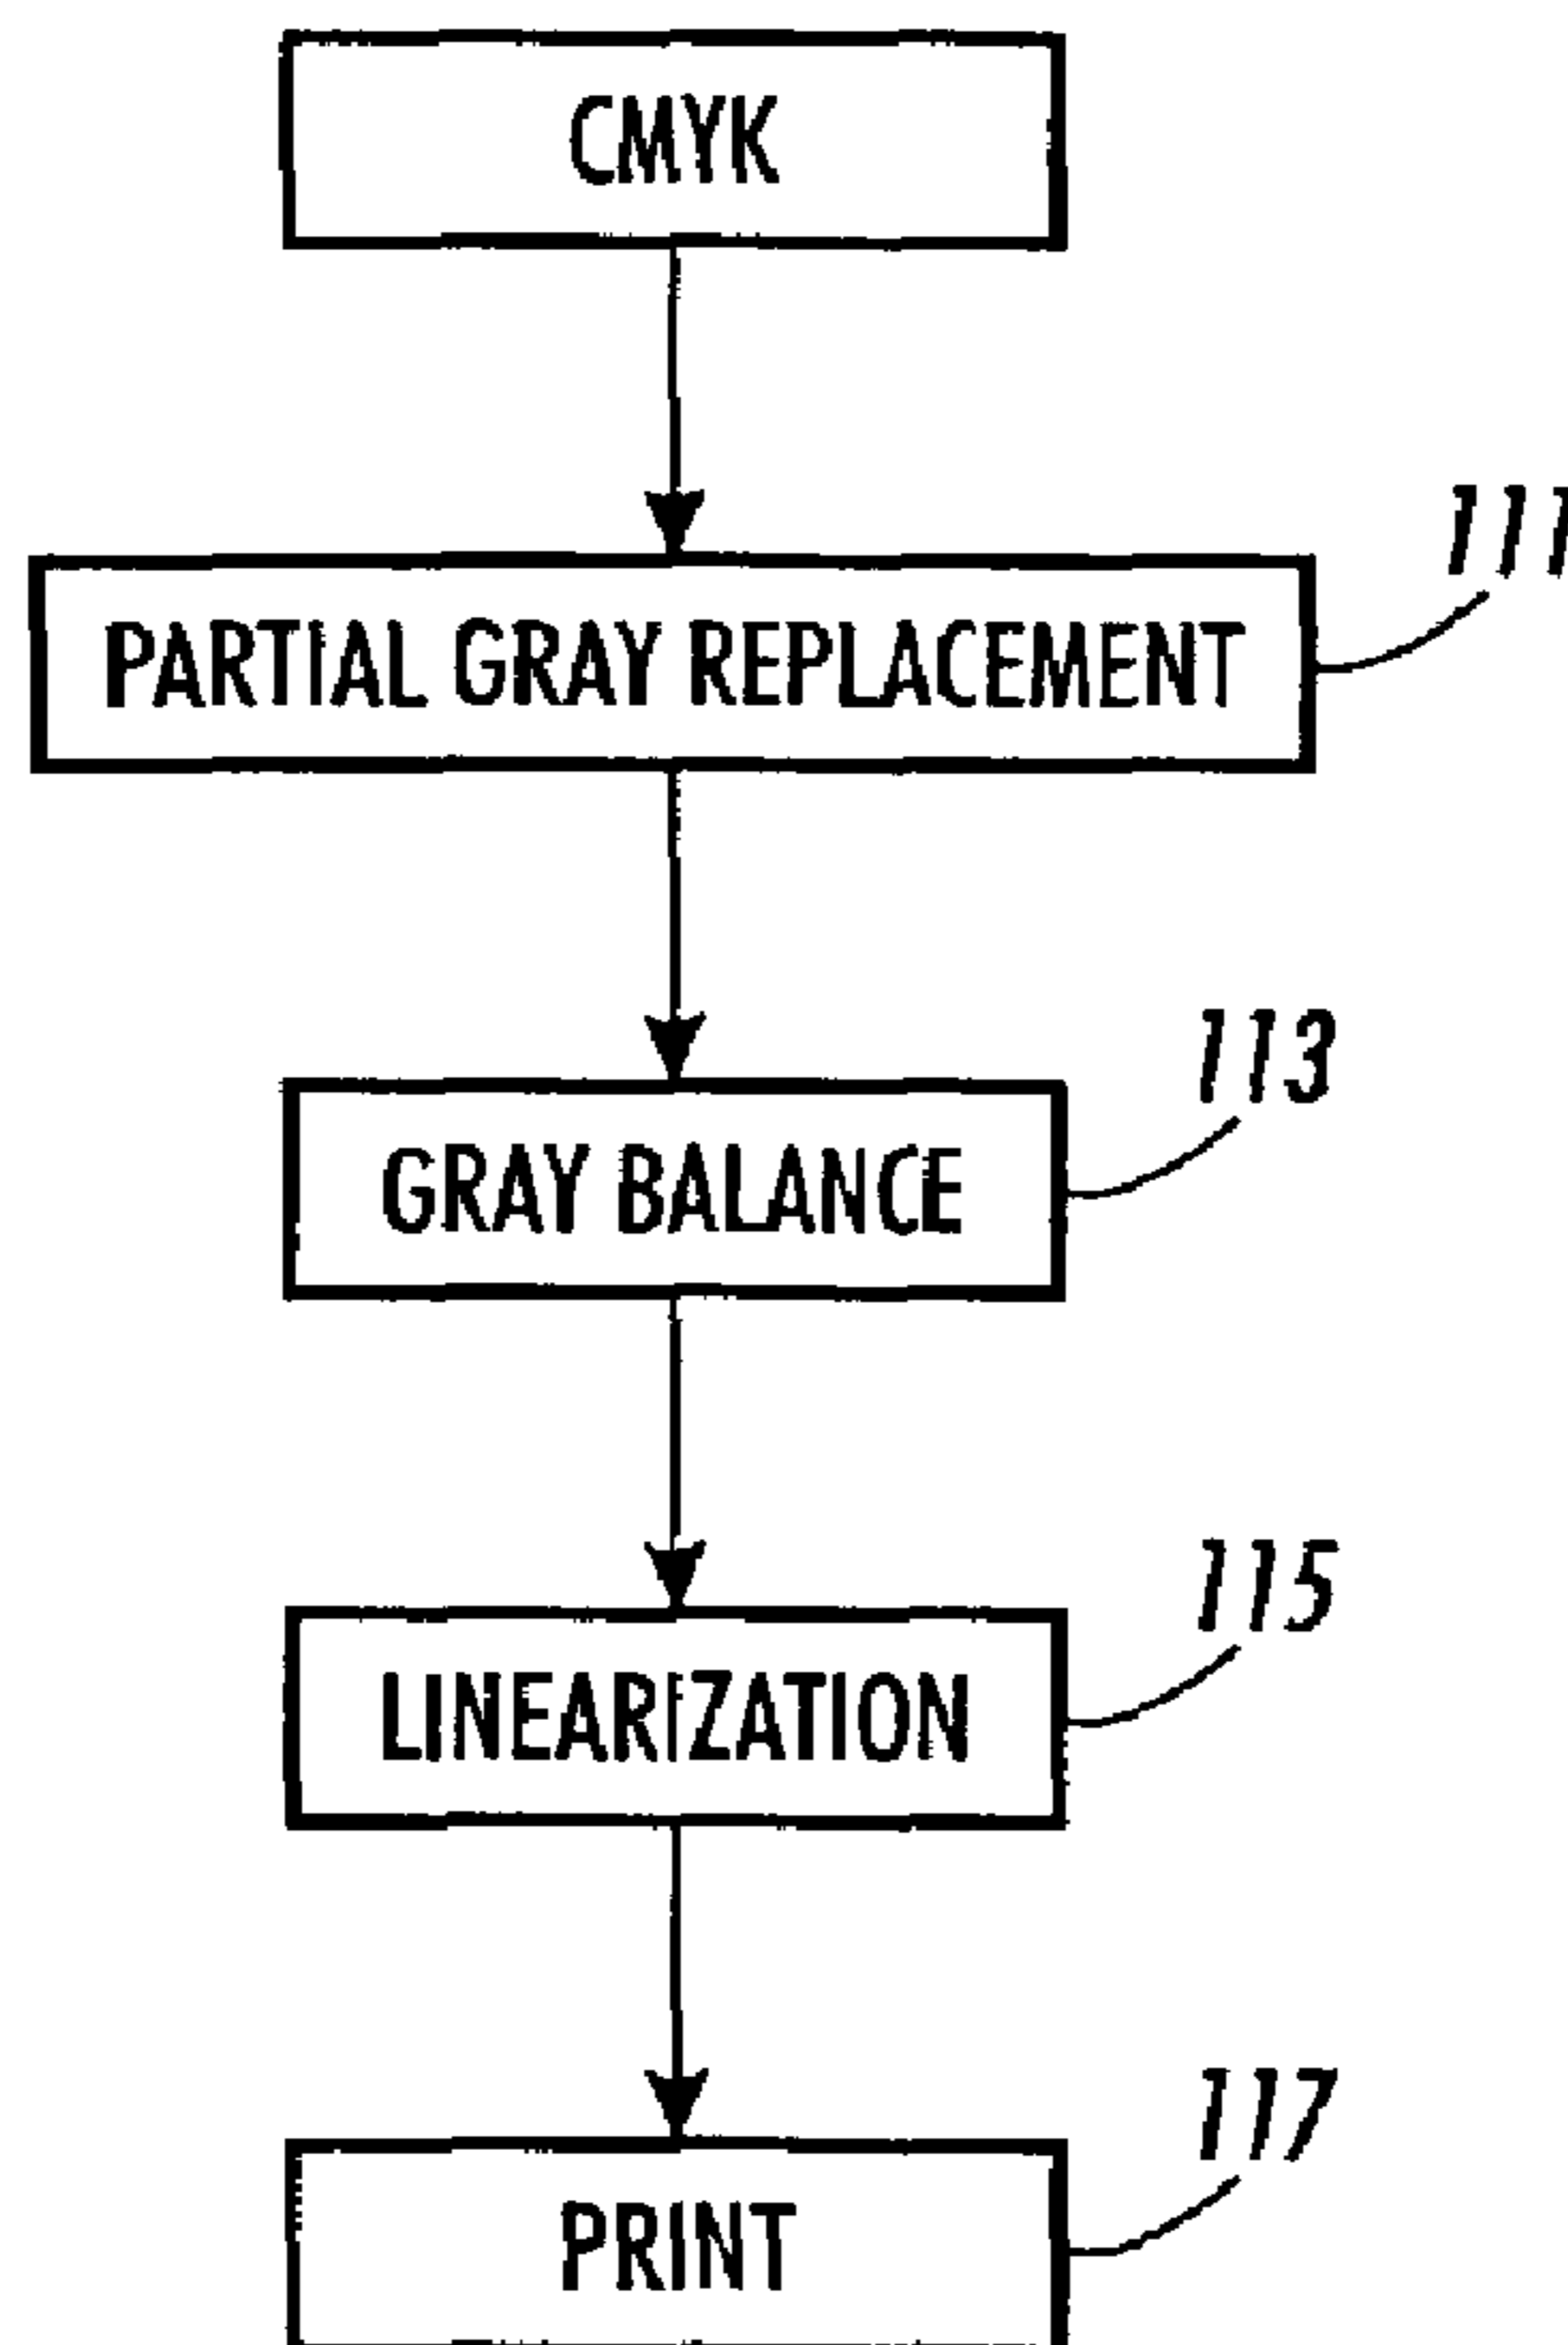 CMYK
111
PARTIAL GRAY REPLACEMENT
113
GRAY BALANCE
115
LINEARIZATION
117
PRINT